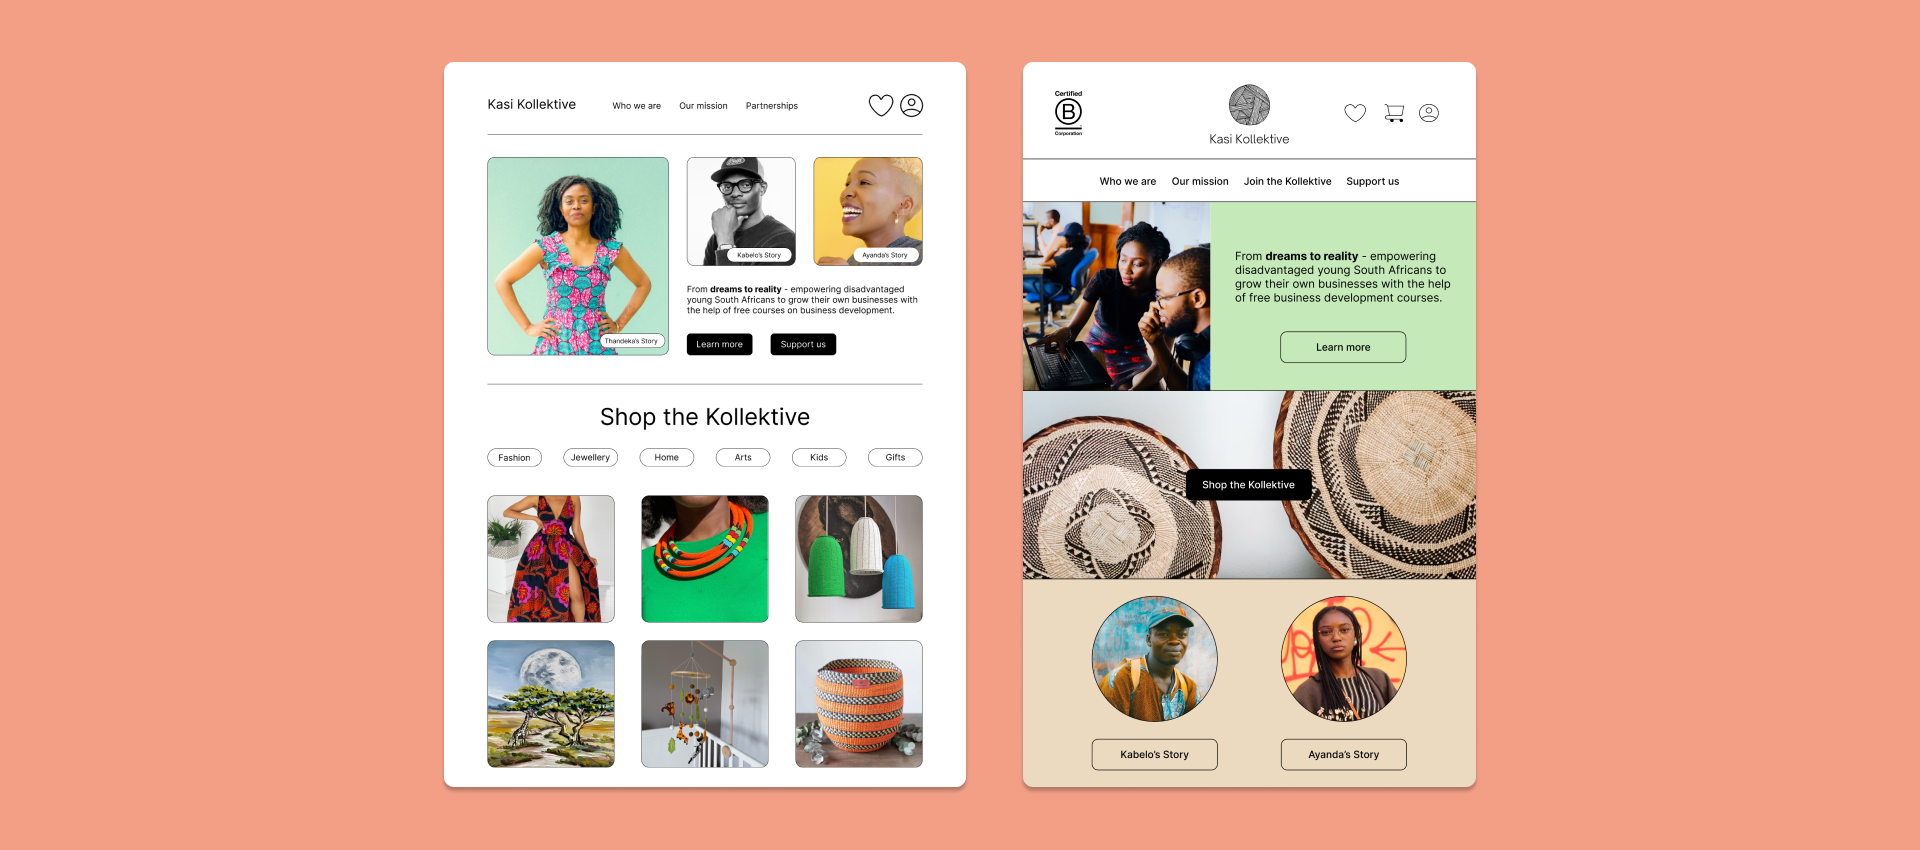 Kasi Kollektive
Who we are
Our mission
Partnerships
Thandeka's Story
Kabelo's Story
Ayanda's Story
From dreams to reality - empowering disadvantaged
young South Africans to grow their own businesses with
the help of free courses on business development.
Learn more
Support us
Shop the Kollektive
Fashion
Jewellery
Home
Arts
Kids
Gifts
Certified
B
Corporation
Kasi Kollektive
Who we are
Our mission
Join the Kollektive
Support us
From dreams to reality - empowering
disadvantaged young South Africans to
grow their own businesses with the help
of free business development courses.
Learn more
Shop the Kollektive
Kabelo's Story
Ayanda's Story